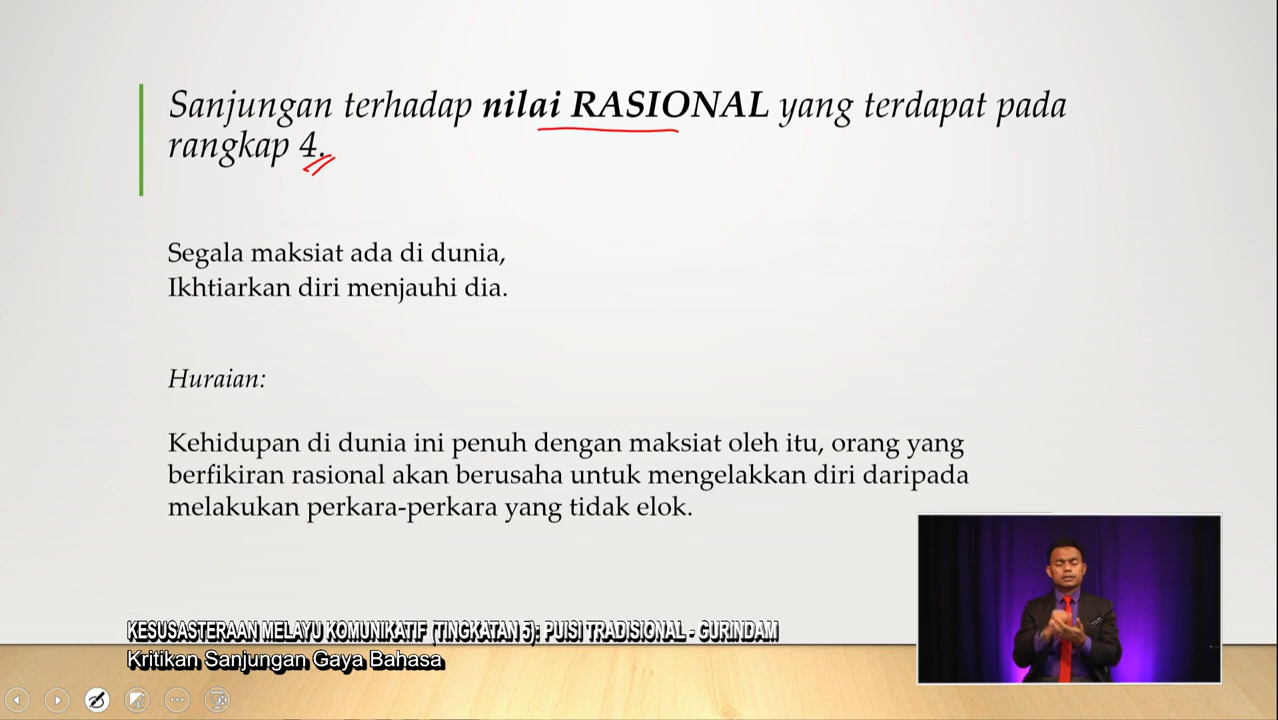 Sanjungan terhadap nilai RASIONAL yang terdapat pada
rangkap 4.
Segala maksiat ada di dunia,
Ikhtiarkan diri menjauhi dia.
Huraian:
Kehidupan di dunia ini penuh dengan maksiat oleh itu, orang yang
berfikiran rasional akan berusaha untuk mengelakkan diri daripada
melakukan perkara-perkara yang tidak elok.
KESUSASTERAAN MELAYU KOMUNIKATIF (TINGKATAN 5): PUISI TRADISIONAL - GURINDAM
Kritikan Sanjungan Gaya Bahasa